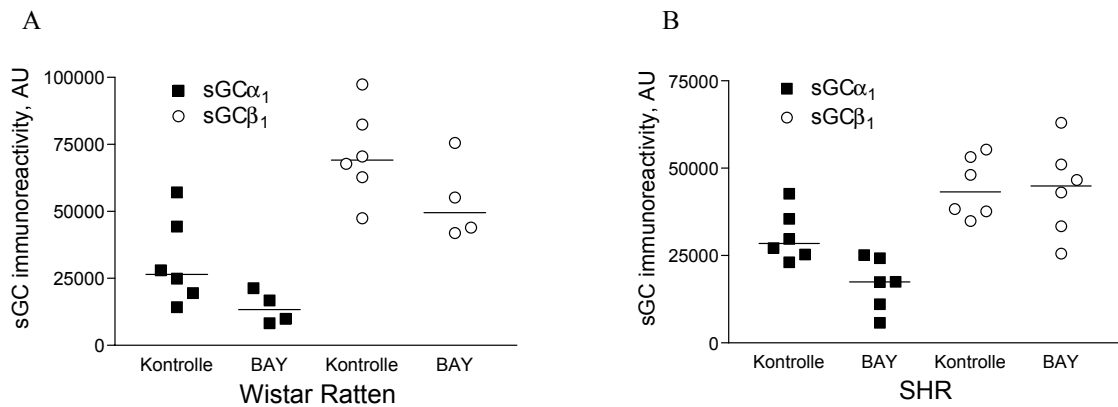 A
sGC immunoreactivity, AU
100000
75000
50000
25000
0
sGCα₁
sGCβ₁
Kontrolle BAY Kontrolle BAY
Wistar Ratten
B
sGC immunoreactivity, AU
75000
50000
25000
0
sGCα₁
sGCβ₁
Kontrolle BAY Kontrolle BAY
SHR